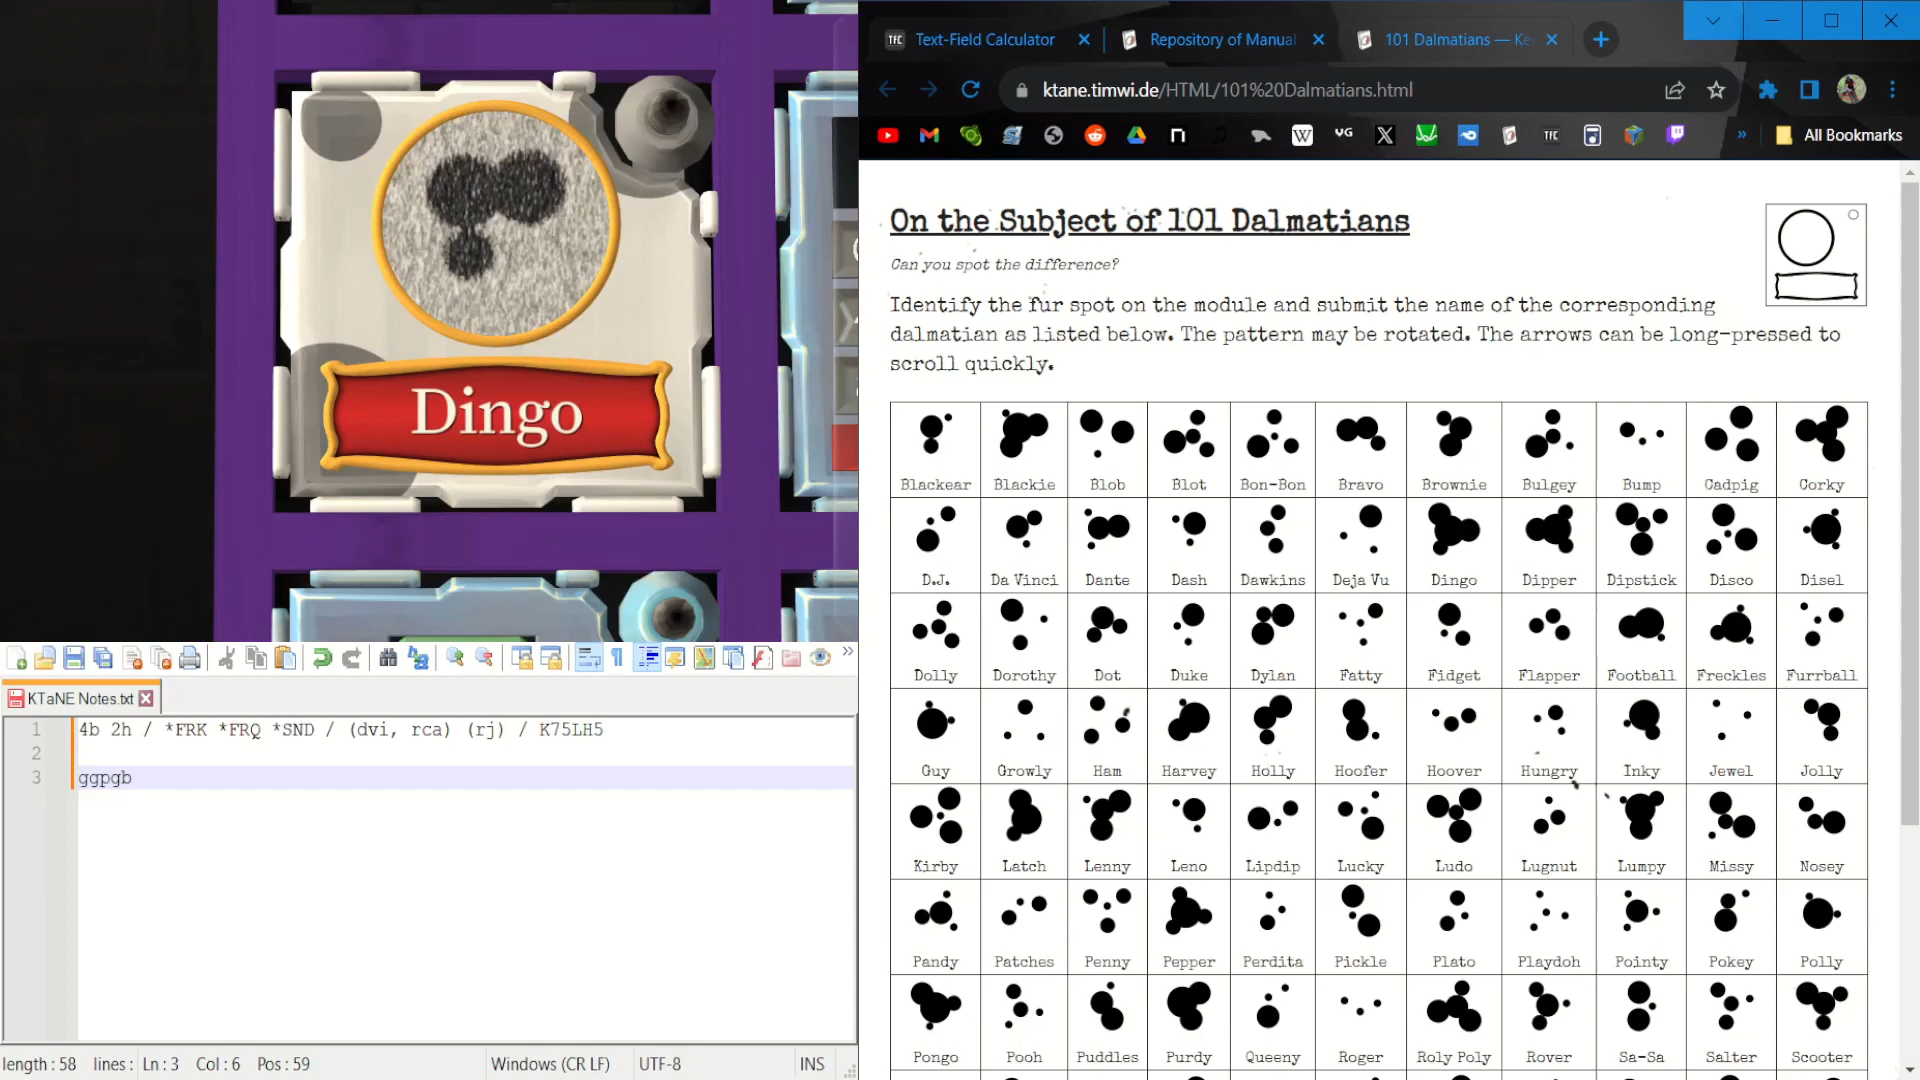 Dingo
TFC Text-Field Calculator
Repository of Manual
101 Dalmatians — Ke
ktane.timwi.de/HTML/101%20Dalmatians.html
All Bookmarks
On the Subject of 101 Dalmatians
Can you spot the difference?
Identify the fur spot on the module and submit the name of the corresponding
dalmatian as listed below. The pattern may be rotated. The arrows can be long-pressed to
scroll quickly.
Blackear Blackie Blob Blot Bon-Bon Bravo Brownie Bulgey Bump Cadpig Corky
D.J. Da Vinci Dante Dash Dawkins Deja Vu Dingo Dipper Dipstick Disco Disel
Dolly Dorothy Dot Duke Dylan Fatty Fidget Flapper Football Freckles Furrball
Guy Growly Ham Harvey Holly Hoofer Hoover Hungry Inky Jewel Jolly
Kirby Latch Lenny Leno Lipdip Lucky Ludo Lugnut Lumpy Missy Nosey
Pandy Patches Penny Pepper Perdita Pickle Plato Playdoh Pointy Pokey Polly
Pongo Pooh Puddles Purdy Queeny Roger Roly Poly Rover Sa-Sa Salter Scooter
KTaNE Notes.txt
1 4b 2h / *FRK *FRQ *SND / (dvi, rca) (rj) / K75LH5
2
3 ggpgb
length : 58 lines : Ln : 3 Col : 6 Pos : 59 Windows (CR LF) UTF-8 INS